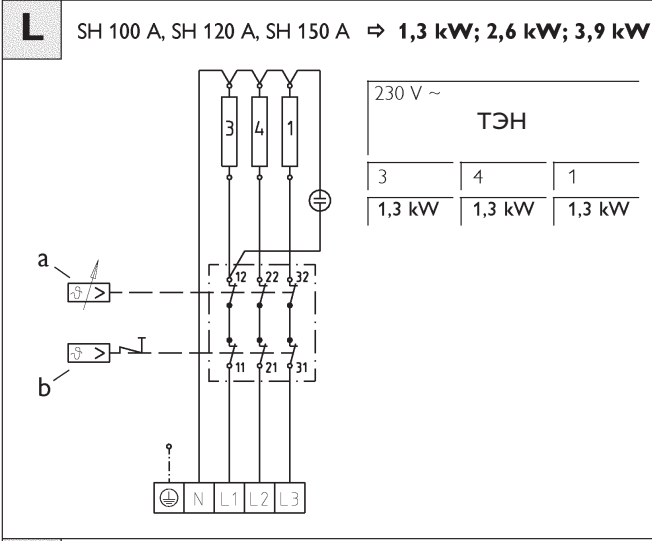 L
SH 100 A, SH 120 A, SH 150 A ⇨ 1,3 kW; 2,6 kW; 3,9 kW
230 V ~
ТЭН
3 4 1
1,3 kW 1,3 kW 1,3 kW
3 4 1
a
12 22 32
ϑ >
ϑ >
b
11 21 31
N L1 L2 L3